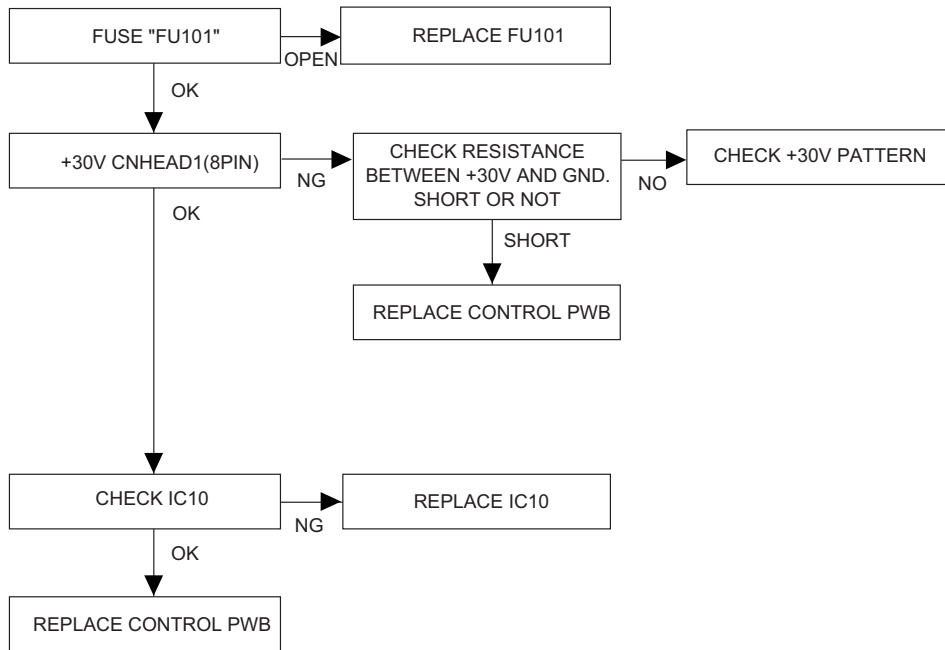 FUSE "FU101"
OPEN
REPLACE FU101
OK
+30V CNHEAD1(8PIN)
NG
CHECK RESISTANCE
BETWEEN +30V AND GND.
SHORT OR NOT
NO
CHECK +30V PATTERN
OK
SHORT
REPLACE CONTROL PWB
CHECK IC10
NG
REPLACE IC10
OK
REPLACE CONTROL PWB